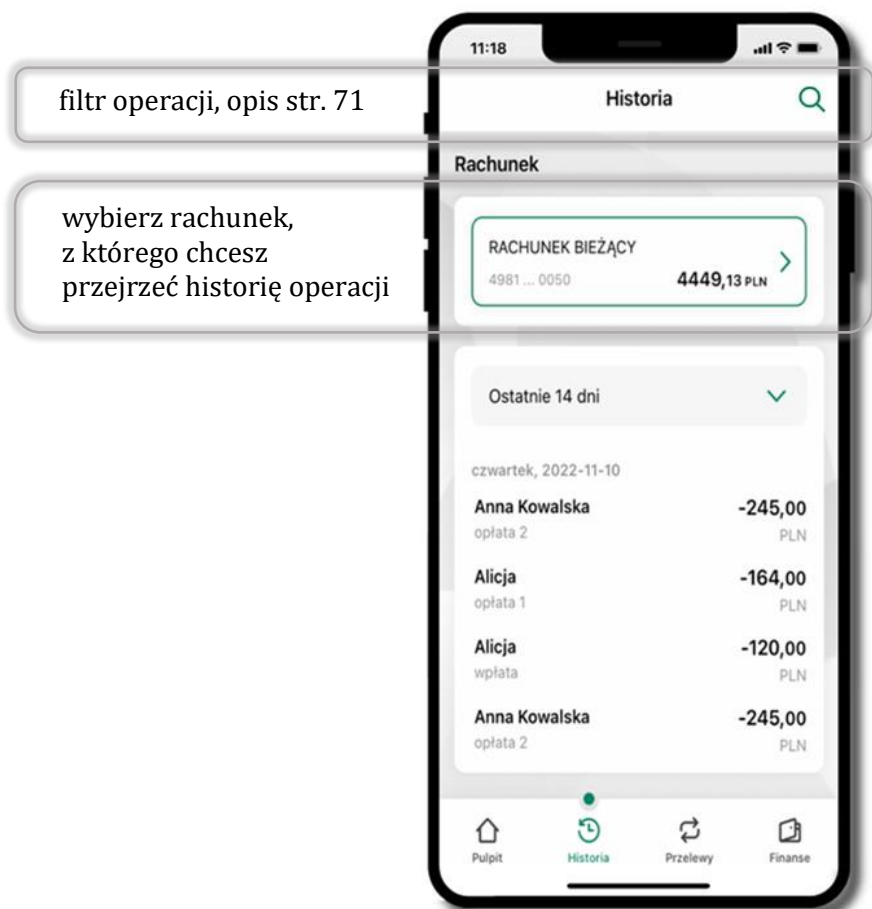 11:18
filtr operacji, opis str. 71
Historia
Rachunek
wybierz rachunek,
z którego chcesz
przejrzeć historię operacji
RACHUNEK BIEŻĄCY
4981 ... 0050 4449,13 PLN
Ostatnie 14 dni
czwartek, 2022-11-10
Anna Kowalska -245,00
opłata 2 PLN
Alicja -164,00
opłata 1 PLN
Alicja -120,00
wpłata PLN
Anna Kowalska -245,00
opłata 2 PLN
Pulpit Historia Przelewy Finanse